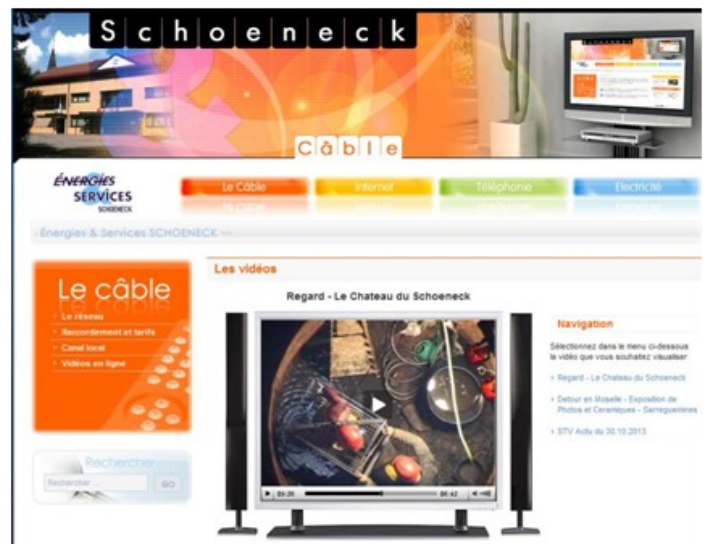 Schoeneck
Câble
ÉNERGIES
SERVICES
SCHOENECK
Le Câble
Internet
Téléphonie
Electricité
Énergies & Services SCHOENECK
Le câble
Le réseau
Raccordement et tarifs
Canal local
Vidéos en ligne
Rechercher
Rechercher ...
GO
Les vidéos
Regard - Le Chateau du Schoeneck
00:42
Navigation
Sélectionnez dans le menu ci-dessous
la vidéo que vous souhaitez visualiser
Regard - Le Chateau du Schoeneck
Detour en Moselle - Exposition de
Photos et Ceramiques - Sarreguemines
STV Actu du 30.10.2013